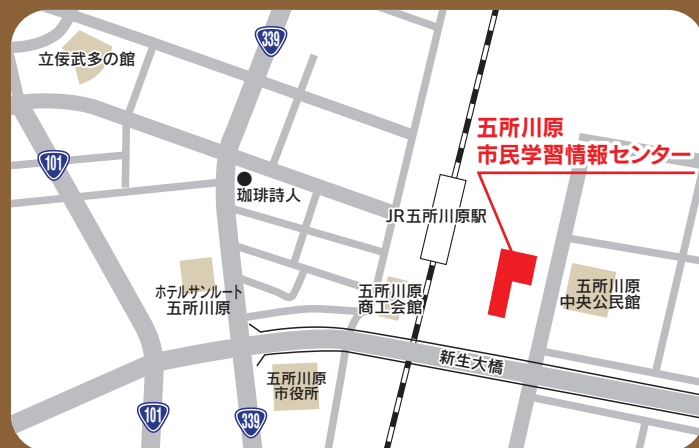 339
立佞武多の館
五所川原
市民学習情報センター
101
珈琲詩人
JR五所川原駅
ホテルサンルート
五所川原
五所川原
商工会館
五所川原
中央公民館
新生大橋
五所川原
市役所
101
339